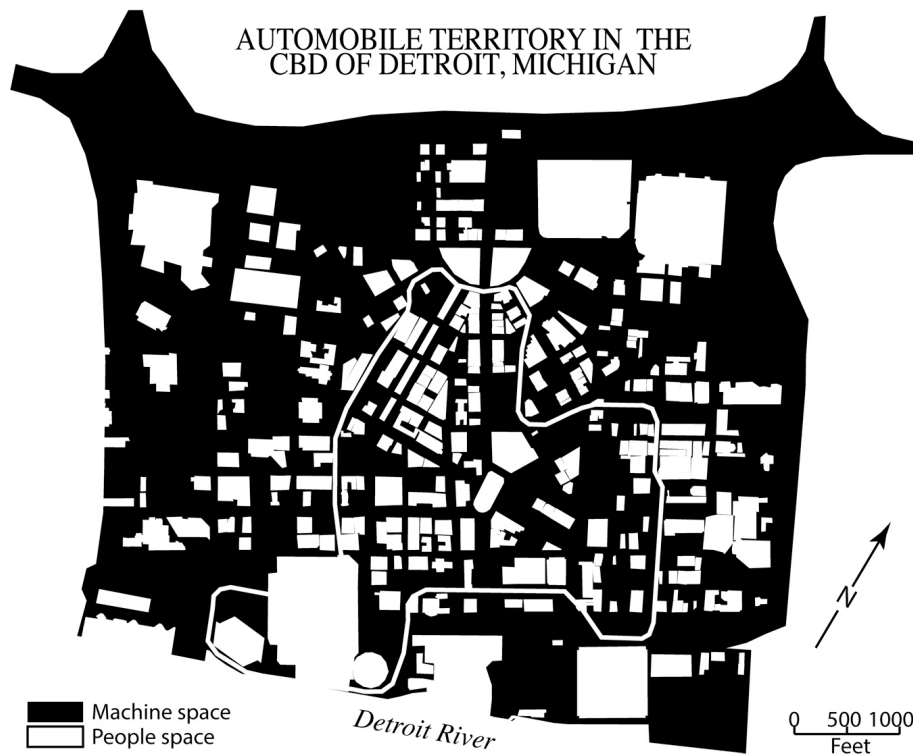 AUTOMOBILE TERRITORY IN THE
CBD OF DETROIT, MICHIGAN
N
Machine space
People space
Detroit River
0 500 1000
Feet